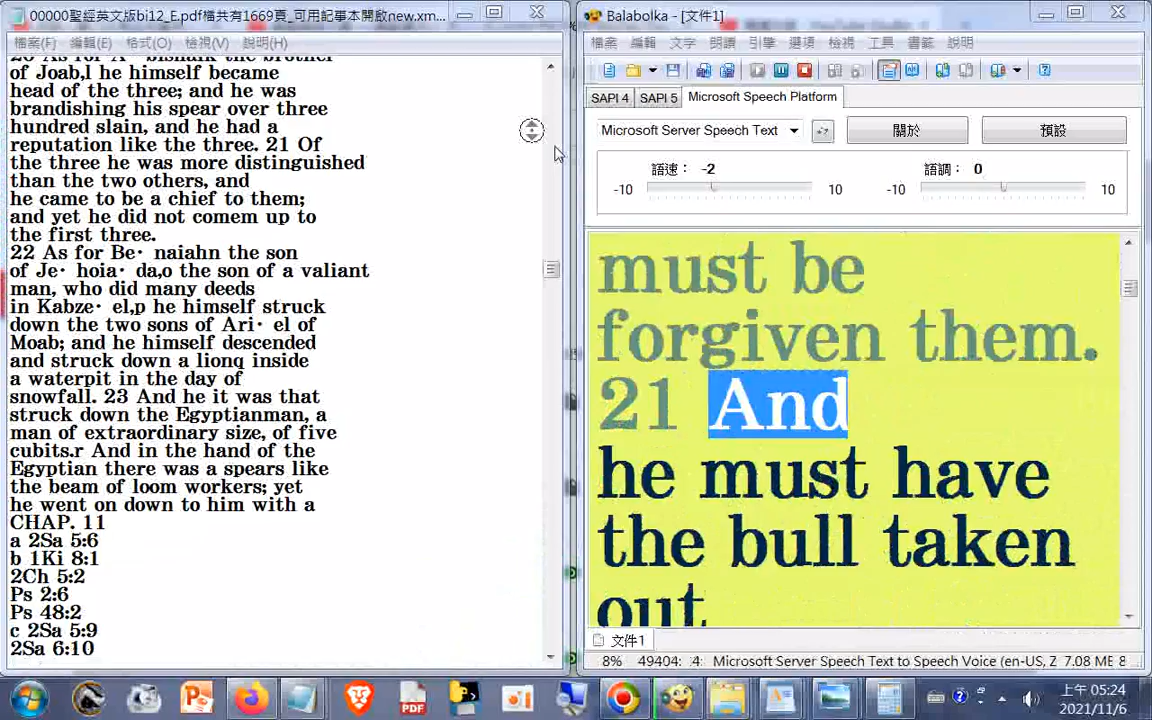 00000聖經英文版bi12_E.pdf檔共有1669頁_可用記事本開啟new.xm...
檔案(F) 編輯(E) 格式(O) 檢視(V) 說明(H)
20 As for A· bishaik the brother
of Joab,l he himself became
head of the three; and he was
brandishing his spear over three
hundred slain, and he had a
reputation like the three. 21 Of
the three he was more distinguished
than the two others, and
he came to be a chief to them;
and yet he did not comem up to
the first three.
22 As for Be· naiahn the son
of Je· hoia· da,o the son of a valiant
man, who did many deeds
in Kabze· el,p he himself struck
down the two sons of Ari· el of
Moab; and he himself descended
and struck down a lionq inside
a waterpit in the day of
snowfall. 23 And he it was that
struck down the Egyptianman, a
man of extraordinary size, of five
cubits.r And in the hand of the
Egyptian there was a spears like
the beam of loom workers; yet
he went on down to him with a
CHAP. 11
a 2Sa 5:6
b 1Ki 8:1
2Ch 5:2
Ps 2:6
Ps 48:2
c 2Sa 5:9
2Sa 6:10
Balabolka - [文件1]
檔案 編輯 文字 朗讀 引擎 選項 檢視 工具 書籤 說明
SAPI 4 SAPI 5 Microsoft Speech Platform
Microsoft Server Speech Text 關於 預設
語速： -2 語調： 0
-10 10 -10 10
must be
forgiven them.
21 And
he must have
the bull taken
out
文件1
8% 49404: :4: Microsoft Server Speech Text to Speech Voice (en-US, Z 7.08 ME 8
上午 05:24
2021/11/6